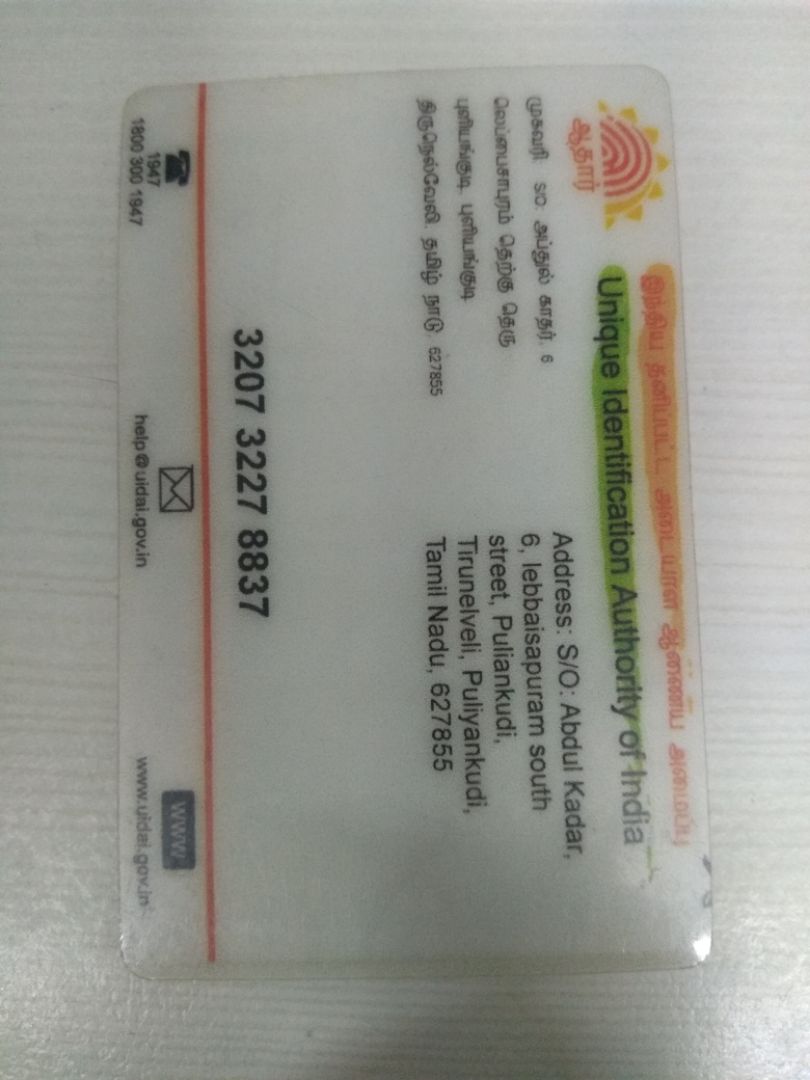 இந்திய தனிப்பட்ட அடையாள ஆணைய அமைப்பு
Unique Identification Authority of India
ஆதார்
முகவரி: S/O: அப்துல் காதர், 6
லெப்பைசாபுரம் தெற்கு தெரு
புளியங்குடி, புளியங்குடி
திருநெல்வேலி, தமிழ் நாடு, 627855
Address: S/O: Abdul Kadar,
6, lebbaisapuram south
street, Puliankudi,
Tirunelveli, Puliyankudi,
Tamil Nadu, 627855
3207 3227 8837
1947
1800 300 1947
help@uidai.gov.in
www
www.uidai.gov.in